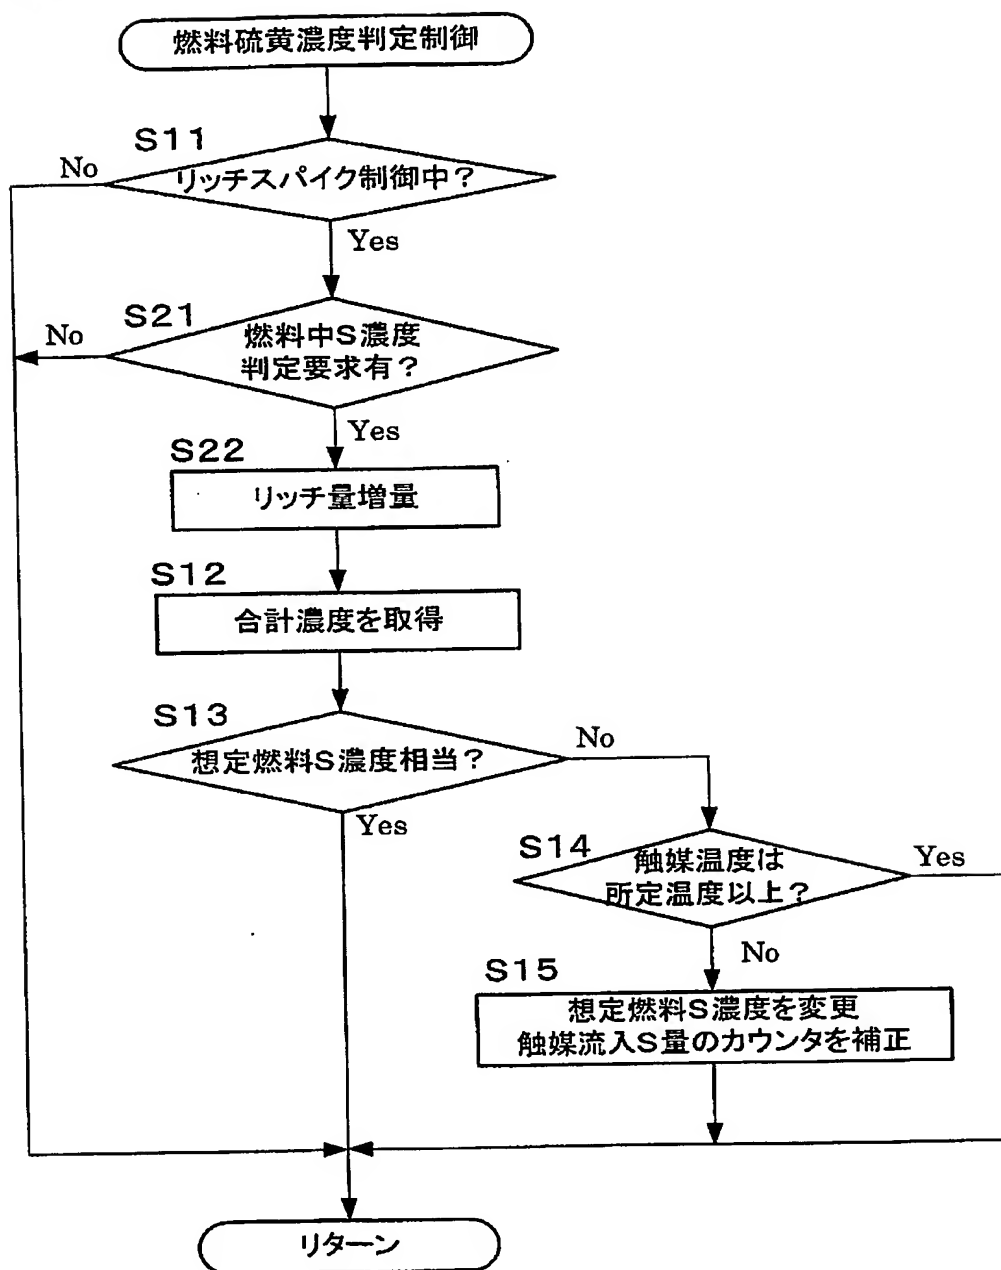 燃料硫黄濃度判定制御
S11
No
リッチスパイク制御中？
Yes
S21
No
燃料中S濃度
判定要求有？
Yes
S22
リッチ量増量
S12
合計濃度を取得
S13
No
想定燃料S濃度相当？
Yes
S14
触媒温度は
所定温度以上？
Yes
No
S15
想定燃料S濃度を変更
触媒流入S量のカウンタを補正
リターン